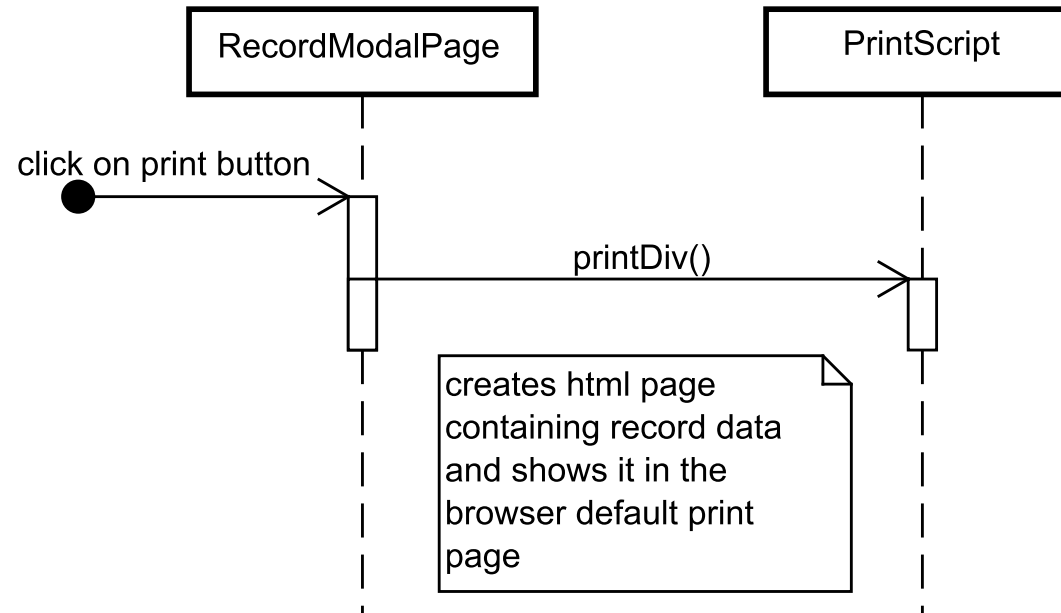 RecordModalPage
PrintScript
click on print button
printDiv()
creates html page
containing record data
and shows it in the
browser default print
page